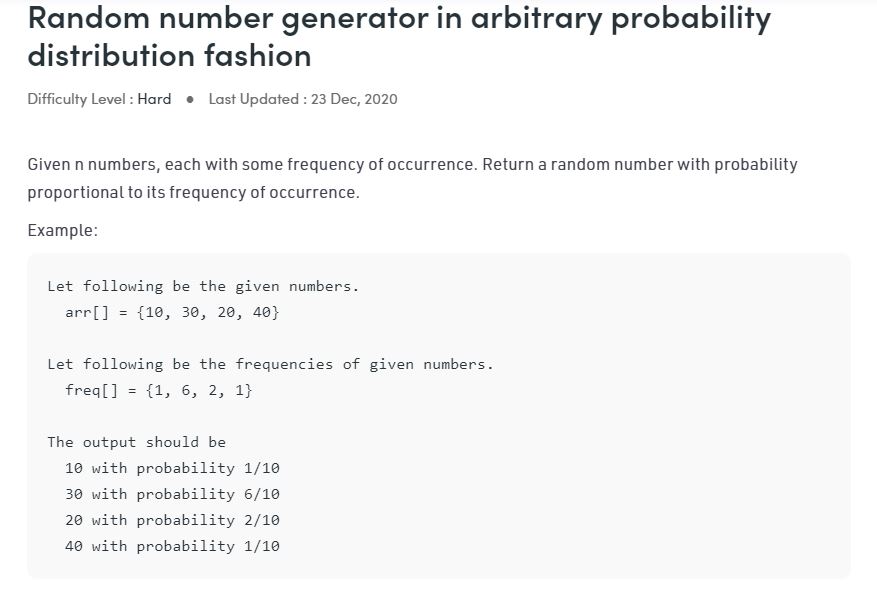 Random number generator in arbitrary probability
distribution fashion
Difficulty Level : Hard ● Last Updated : 23 Dec, 2020
Given n numbers, each with some frequency of occurrence. Return a random number with probability
proportional to its frequency of occurrence.
Example:
Let following be the given numbers.
arr[] = {10, 30, 20, 40}
Let following be the frequencies of given numbers.
freq[] = {1, 6, 2, 1}
The output should be
10 with probability 1/10
30 with probability 6/10
20 with probability 2/10
40 with probability 1/10